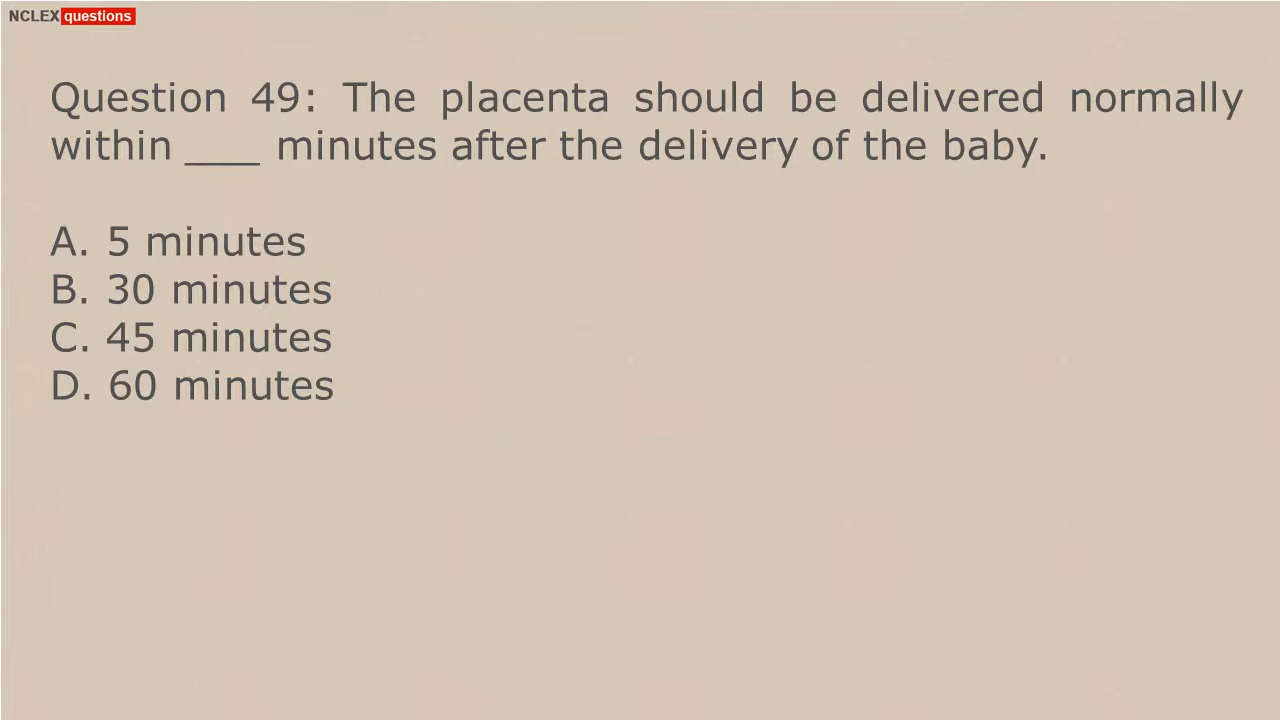 NCLEX questions
Question 49: The placenta should be delivered normally
within ___ minutes after the delivery of the baby.
A. 5 minutes
B. 30 minutes
C. 45 minutes
D. 60 minutes